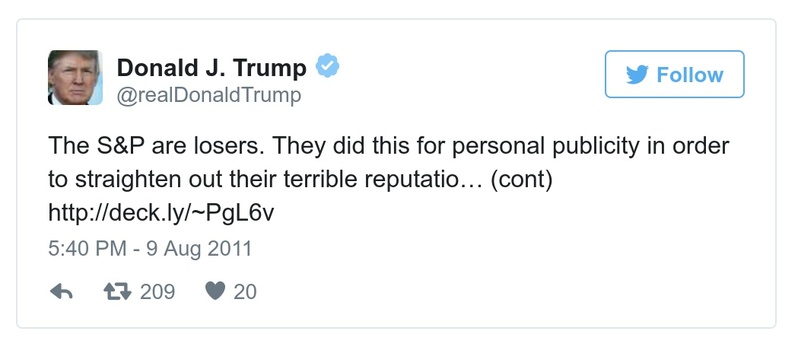 Donald J. Trump
@realDonaldTrump
Follow
The S&P are losers. They did this for personal publicity in order
to straighten out their terrible reputatio… (cont)
http://deck.ly/~PgL6v
5:40 PM - 9 Aug 2011
209 20